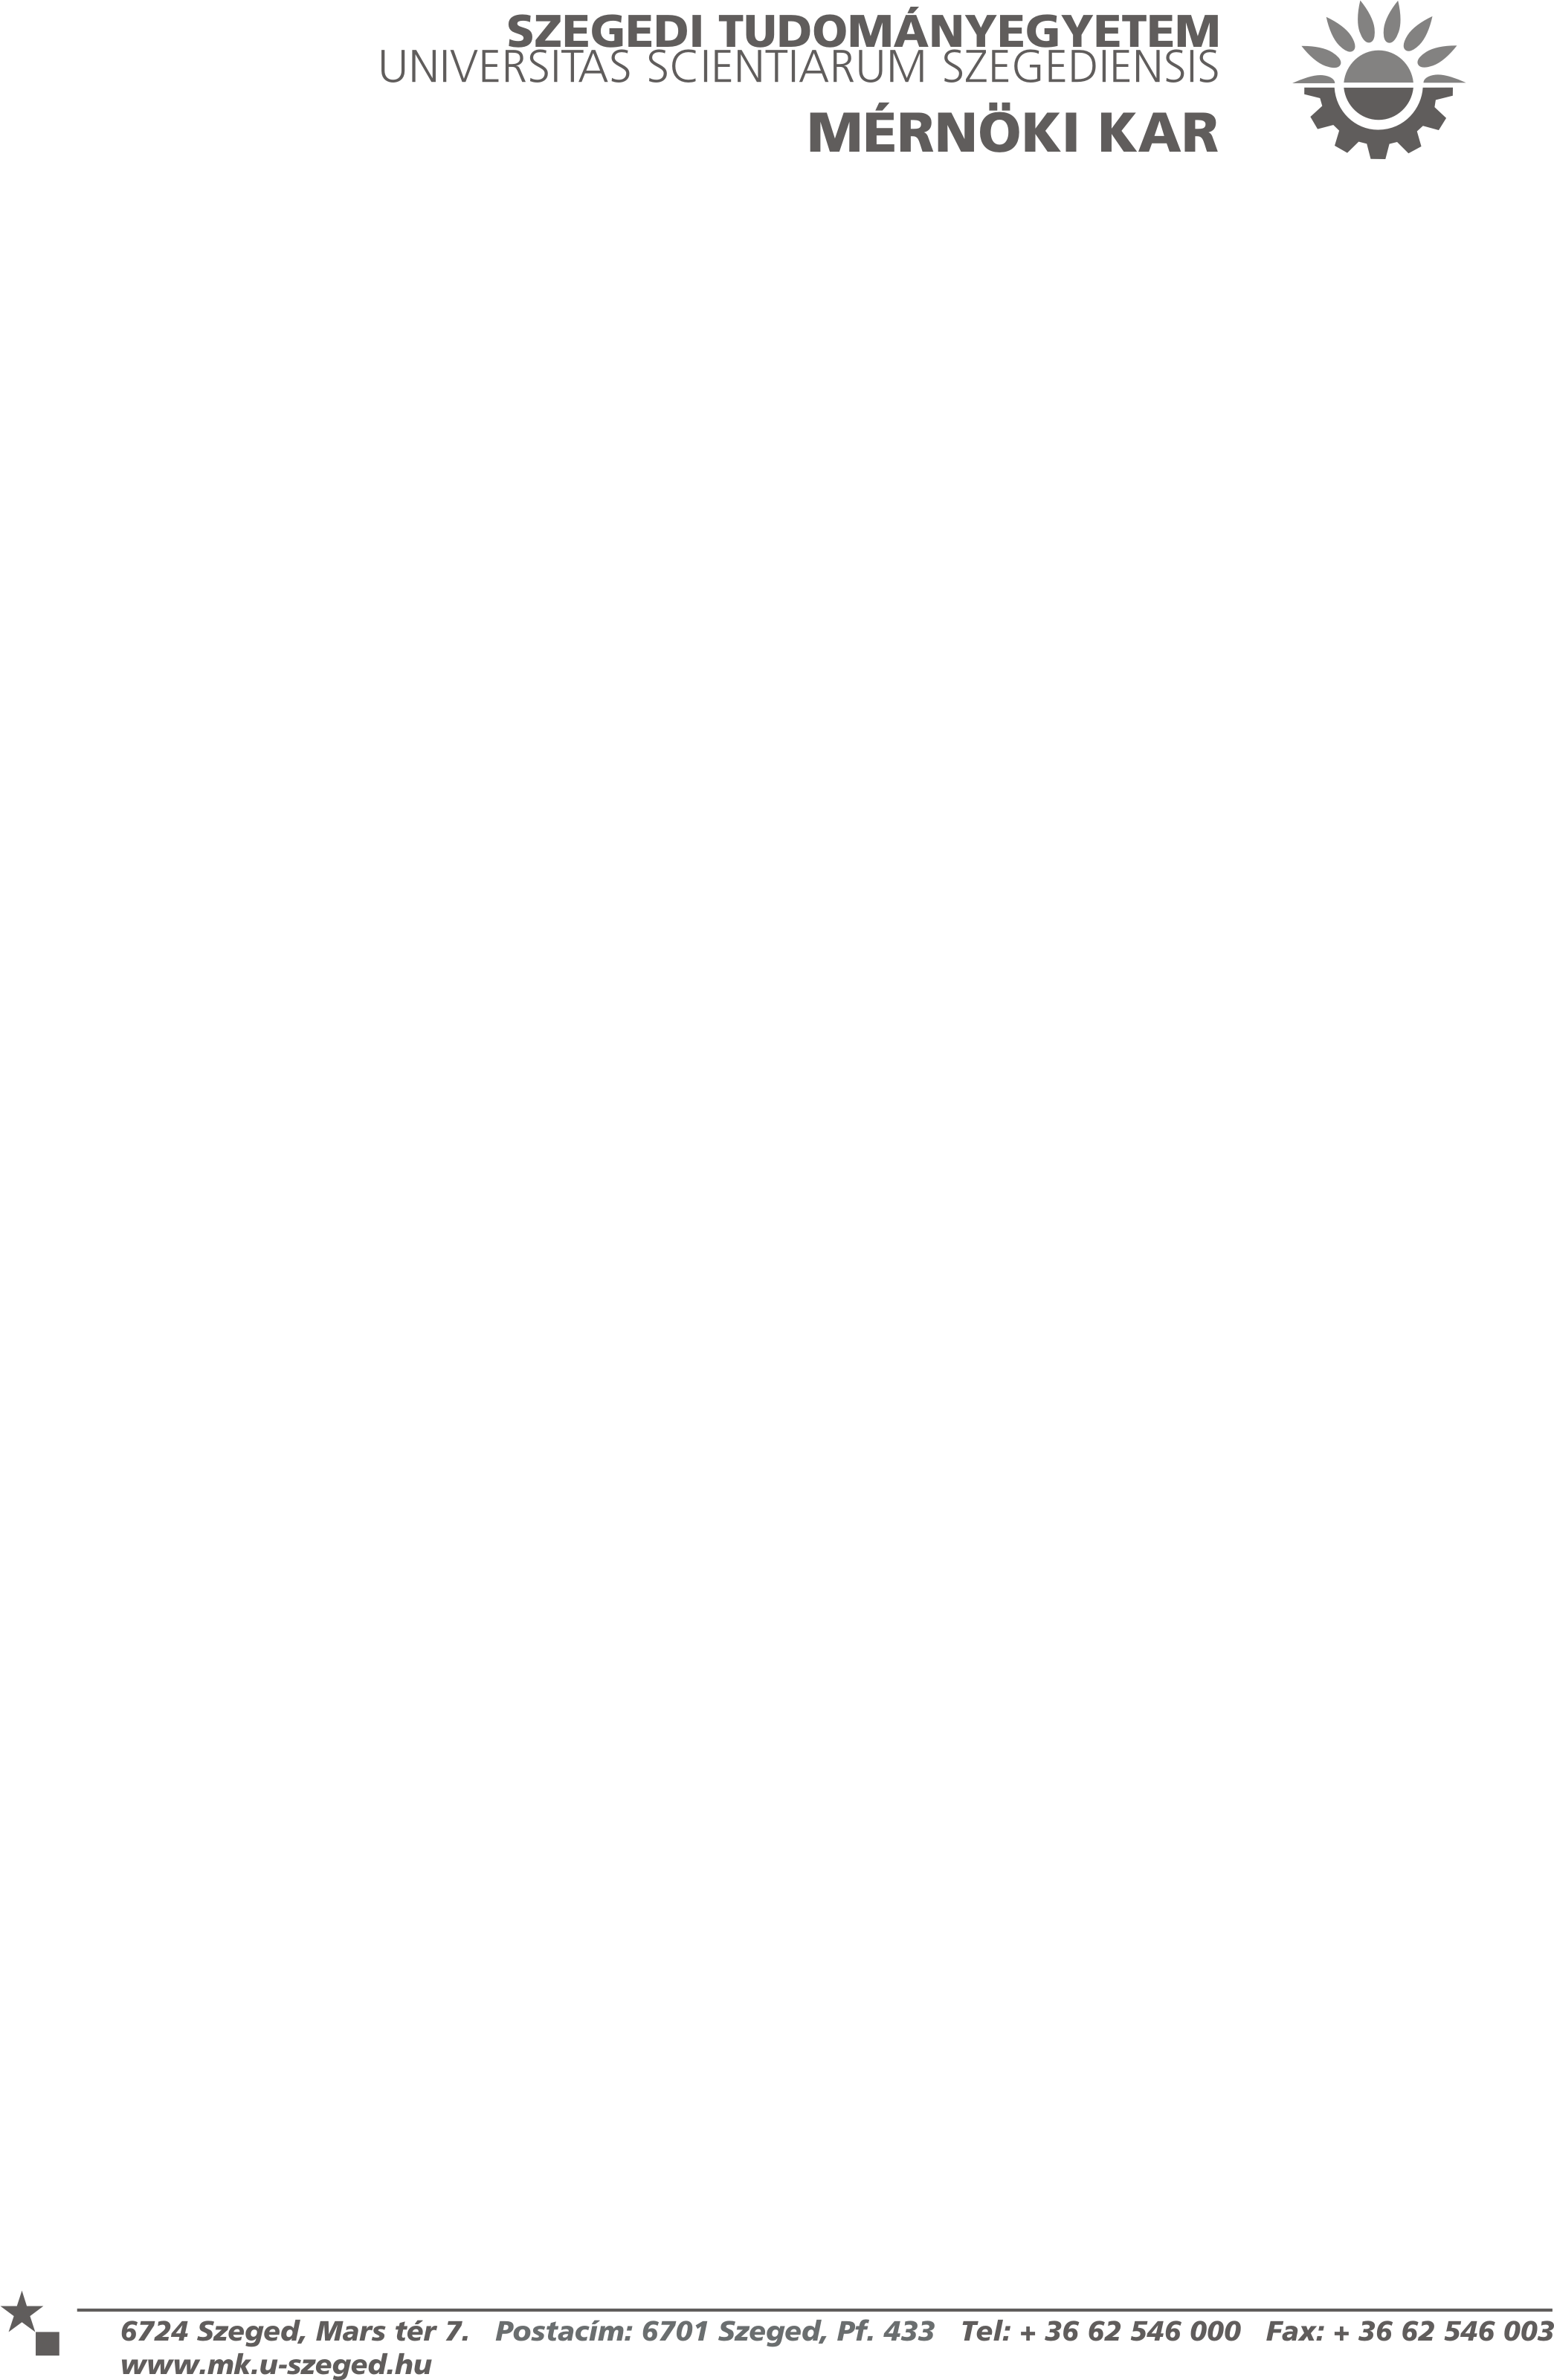 SZEGEDI TUDOMÁNYEGYETEM
UNIVERSITAS SCIENTIARUM SZEGEDIENSIS
MÉRNÖKI KAR
6724 Szeged, Mars tér 7. Postacím: 6701 Szeged, Pf. 433 Tel: + 36 62 546 000 Fax: + 36 62 546 003
www.mk.u-szeged.hu